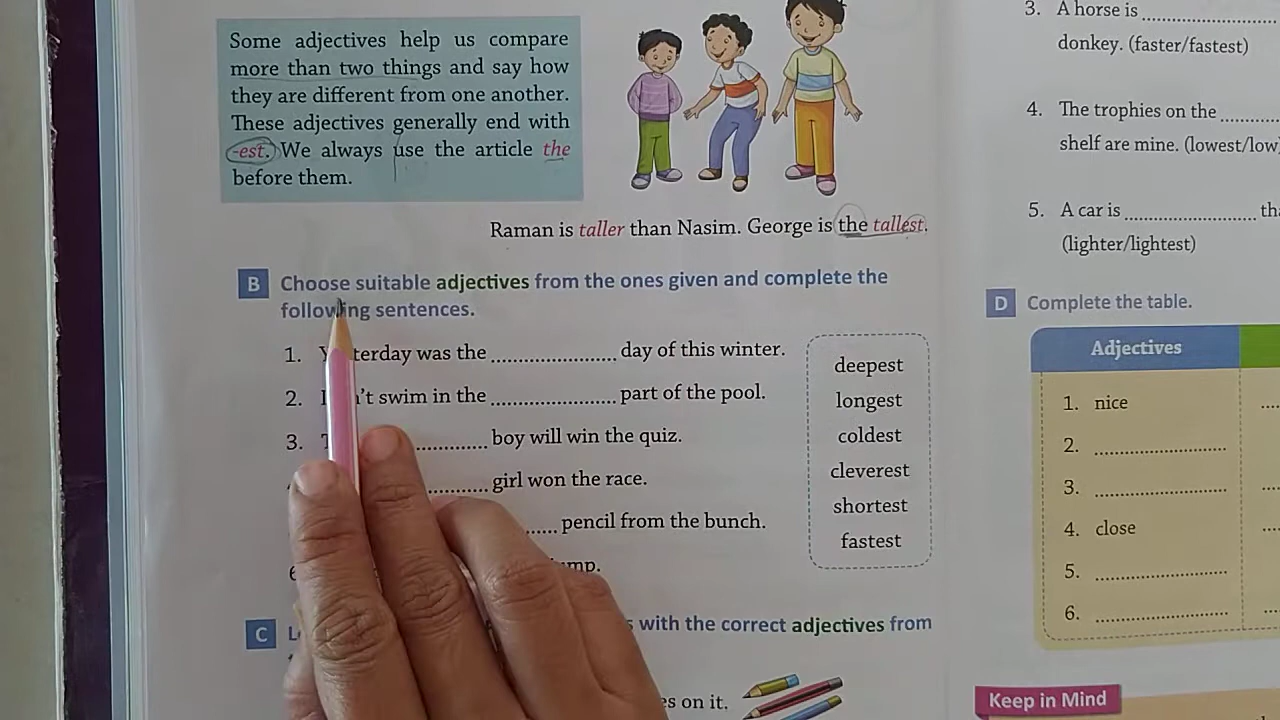 Some adjectives help us compare
more than two things and say how
they are different from one another.
These adjectives generally end with
-est. We always use the article the
before them.
Raman is taller than Nasim. George is the tallest.
B Choose suitable adjectives from the ones given and complete the
following sentences.
1. terday was the .................... day of this winter.
2. 't swim in the .................... part of the pool.
3. ............ boy will win the quiz.
.......... girl won the race.
..... pencil from the bunch.
deepest
longest
coldest
cleverest
shortest
fastest
C with the correct adjectives from
on it.
3. A horse is ......................
donkey. (faster/fastest)
4. The trophies on the ..........
shelf are mine. (lowest/low
5. A car is ......................
(lighter/lightest)
D Complete the table.
Adjectives
1. nice
2. ......................
3. ......................
4. close
5. ......................
6. ......................
Keep in Mind